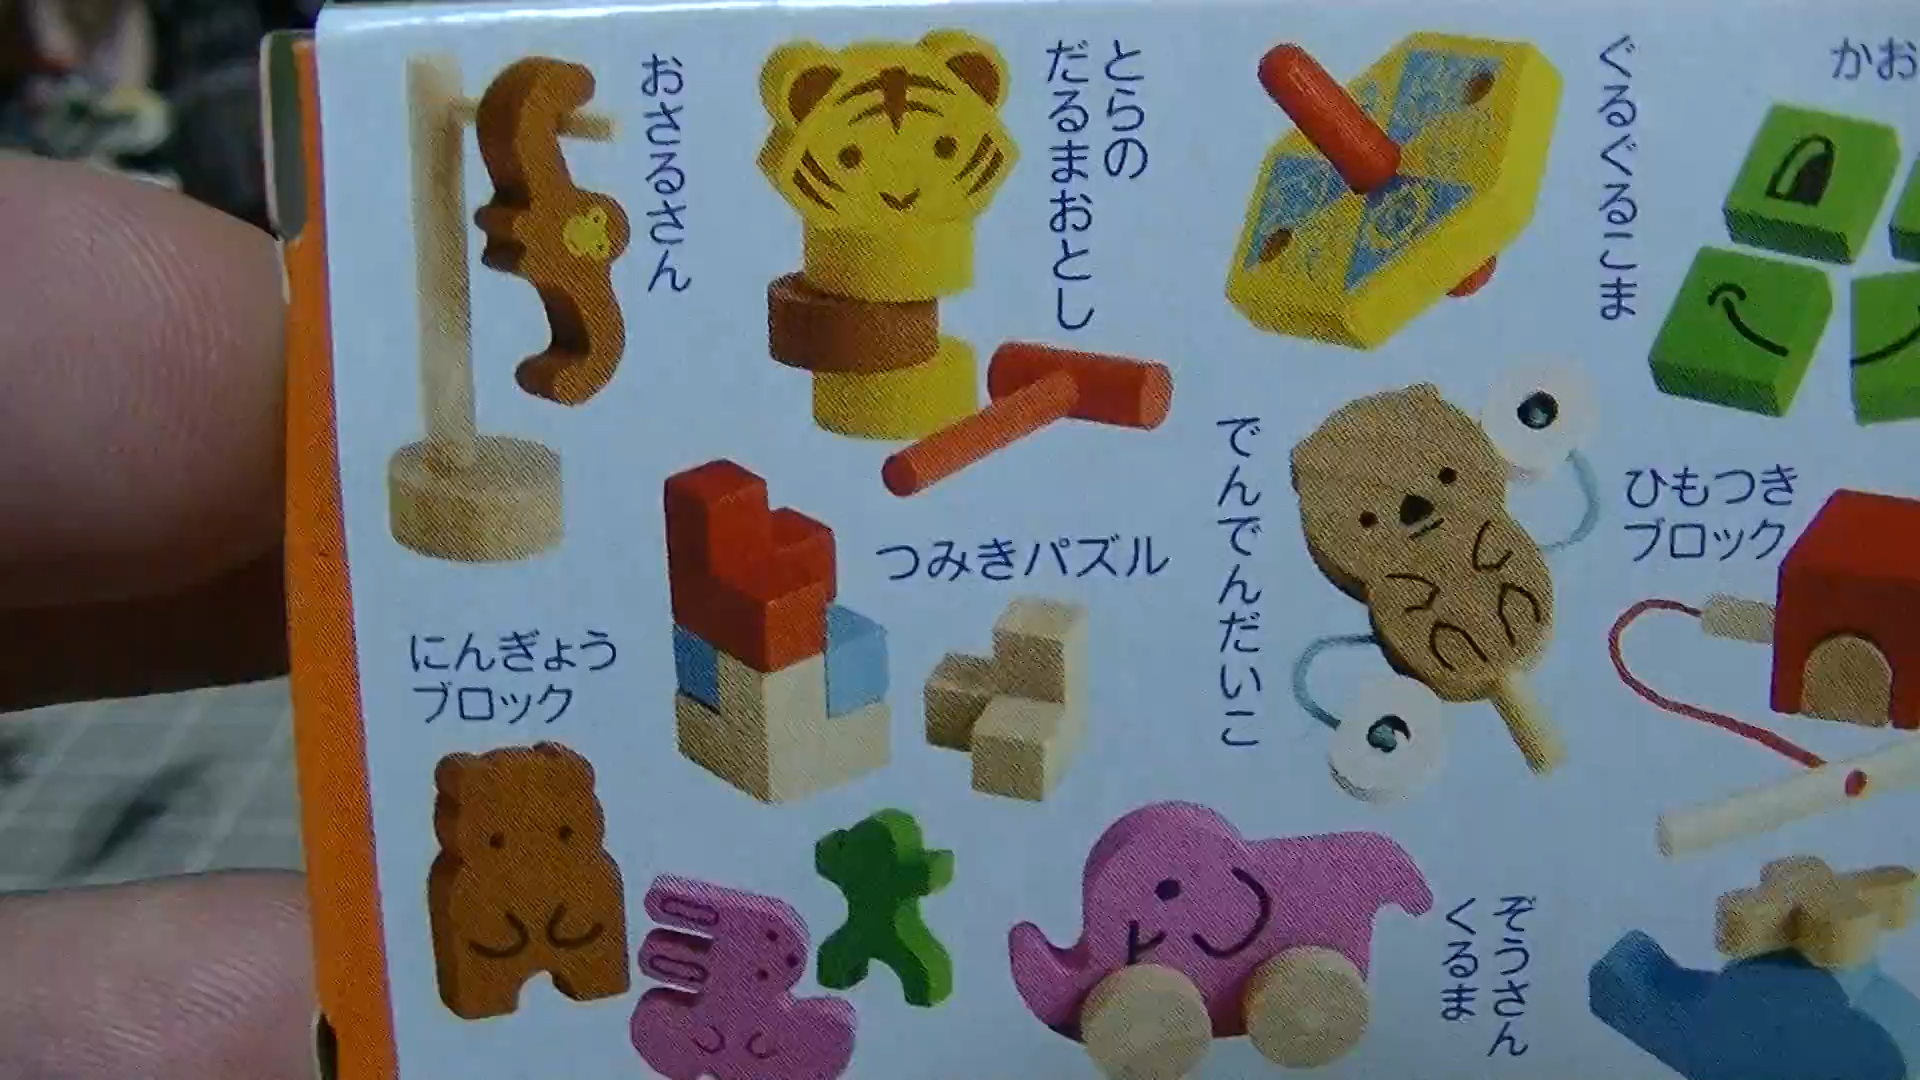 おさるさん
とらの
だるまおとし
ぐるぐるこま
かお
つみきパズル
でんでんだいこ
ひもつき
ブロック
にんぎょう
ブロック
ぞうさん
くるま